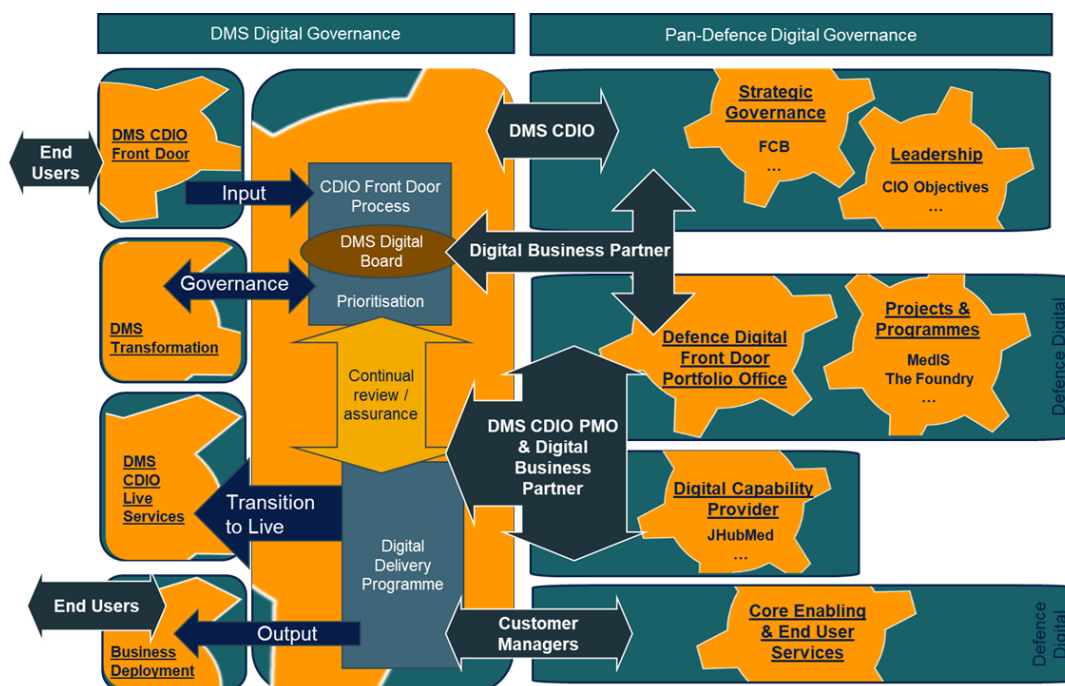 DMS Digital Governance
Pan-Defence Digital Governance
DMS CDIO
Front Door
End
Users
Input
CDIO Front Door
Process
DMS Digital
Board
Prioritisation
Governance
DMS
Transformation
Continual
review /
assurance
DMS
CDIO
Live
Services
Transition
to Live
Digital
Delivery
Programme
End Users
Output
Business
Deployment
DMS CDIO
Strategic
Governance
FCB
...
Leadership
CIO Objectives
...
Digital Business Partner
Defence Digital
Front Door
Portfolio Office
Projects &
Programmes
MedIS
The Foundry
...
Defence Digital
DMS CDIO PMO
& Digital
Business
Partner
Digital Capability
Provider
JHubMed
...
Customer
Managers
Core Enabling
& End User
Services
Defence
Digital